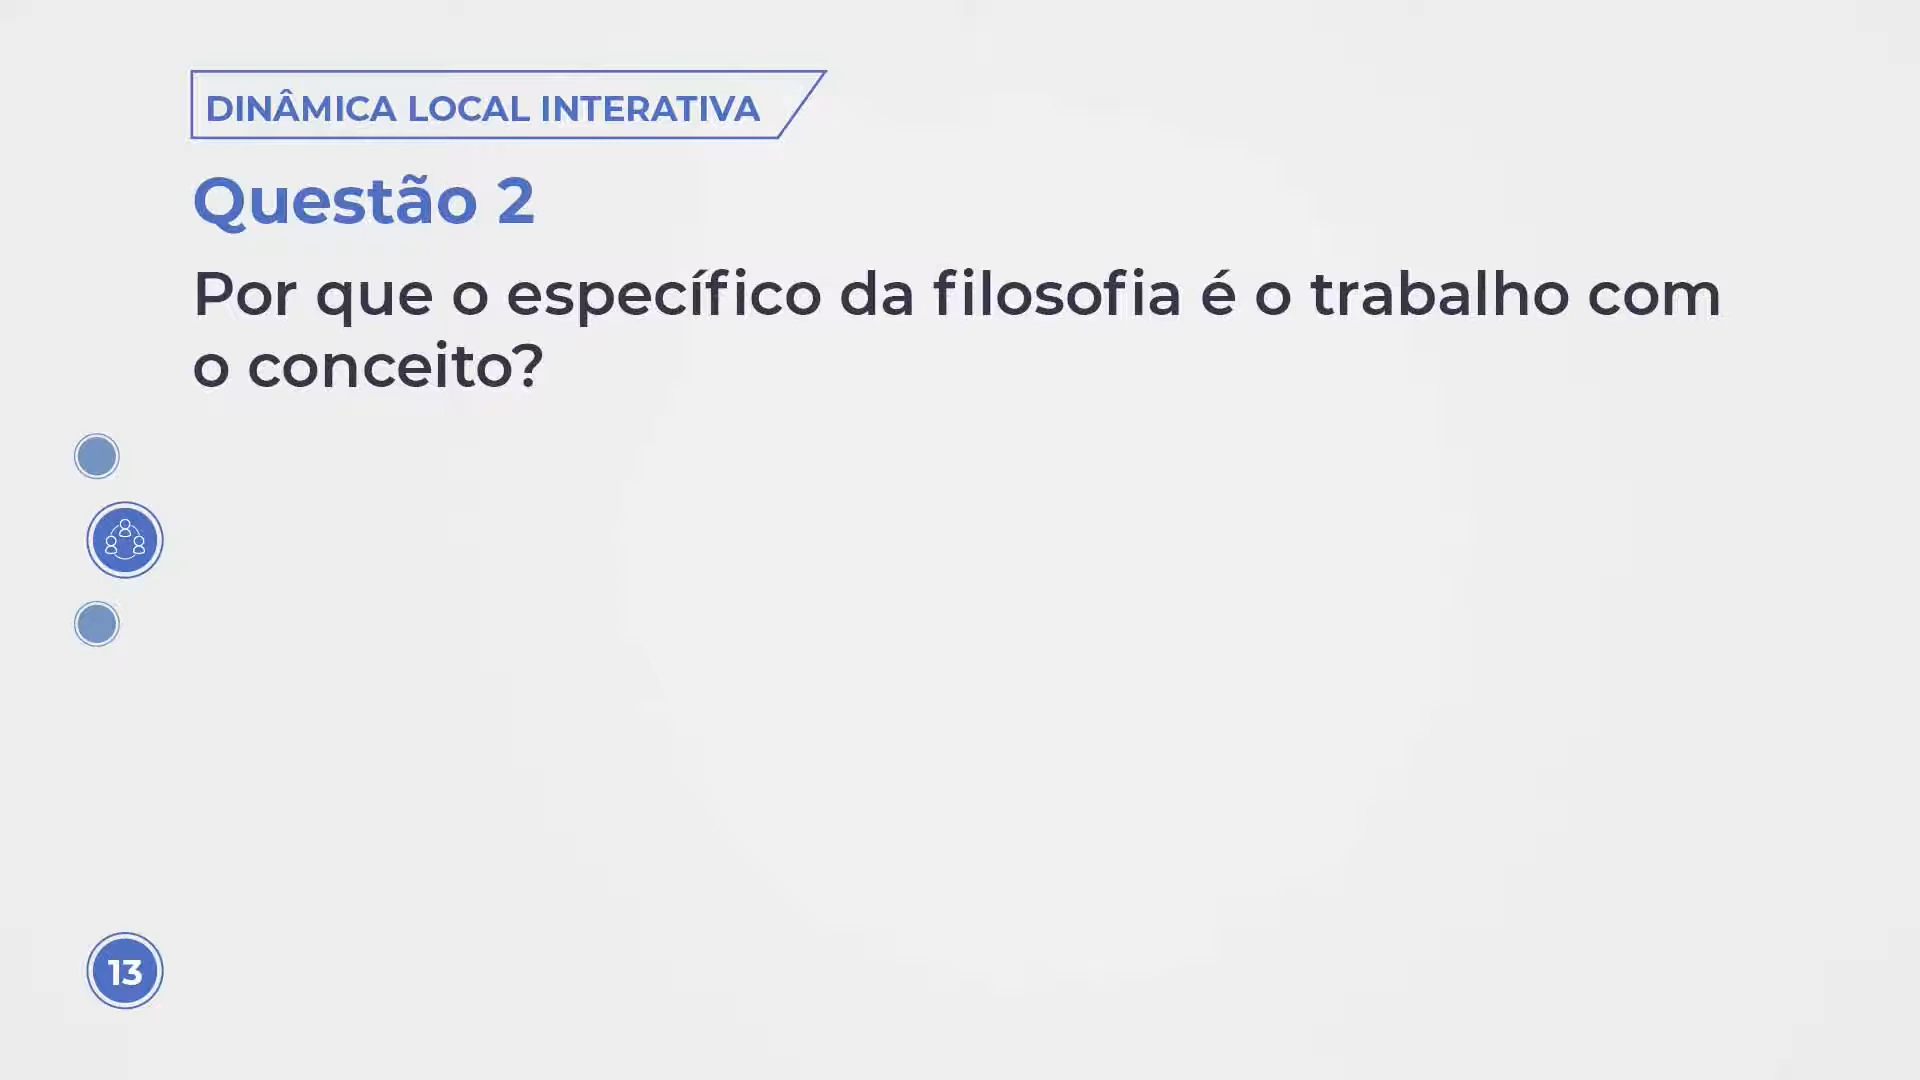 DINÂMICA LOCAL INTERATIVA
Questão 2
Por que o específico da filosofia é o trabalho com
o conceito?
13